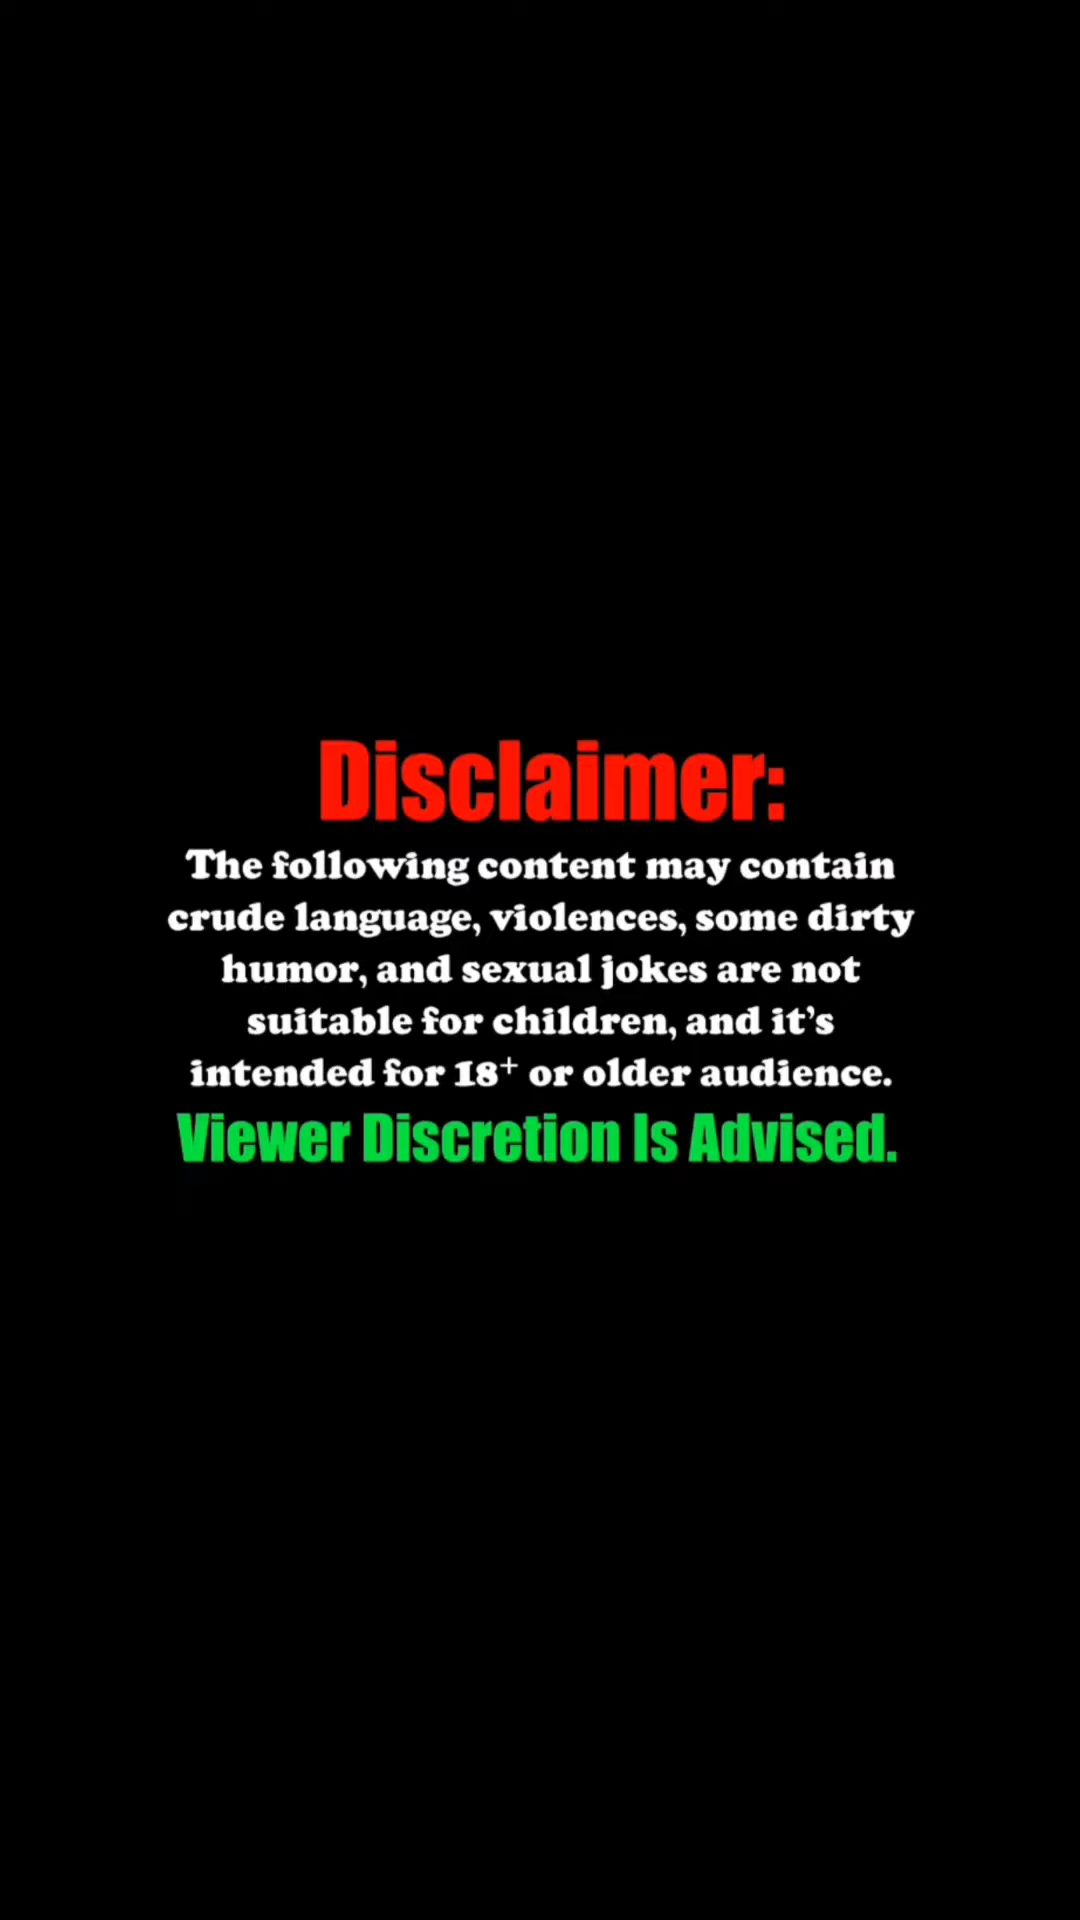 Disclaimer:
The following content may contain
crude language, violences, some dirty
humor, and sexual jokes are not
suitable for children, and it's
intended for 18+ or older audience.
Viewer Discretion Is Advised.